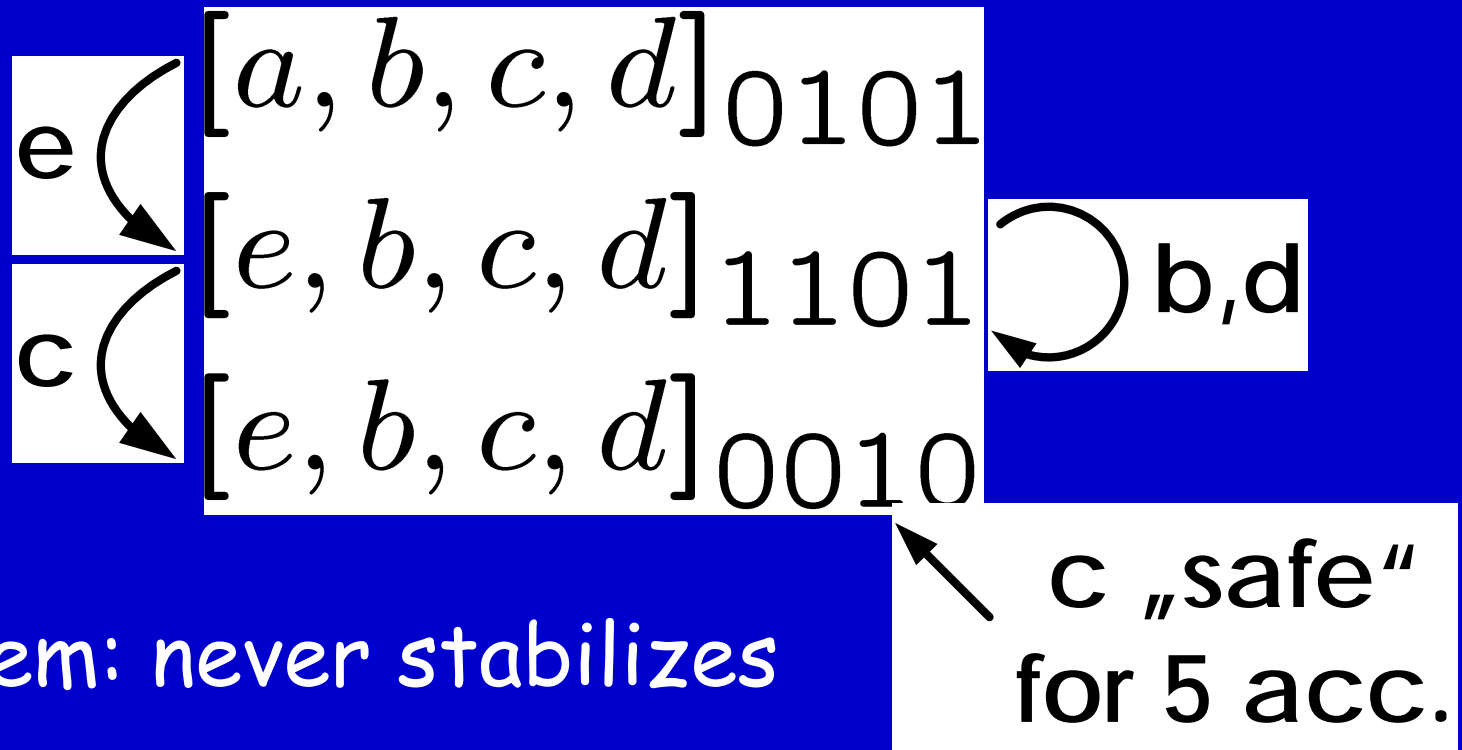 [a, b, c, d]0101
e
[e, b, c, d]1101
b,d
c
[e, b, c, d]0010
c „safe“
for 5 acc.
em: never stabilizes